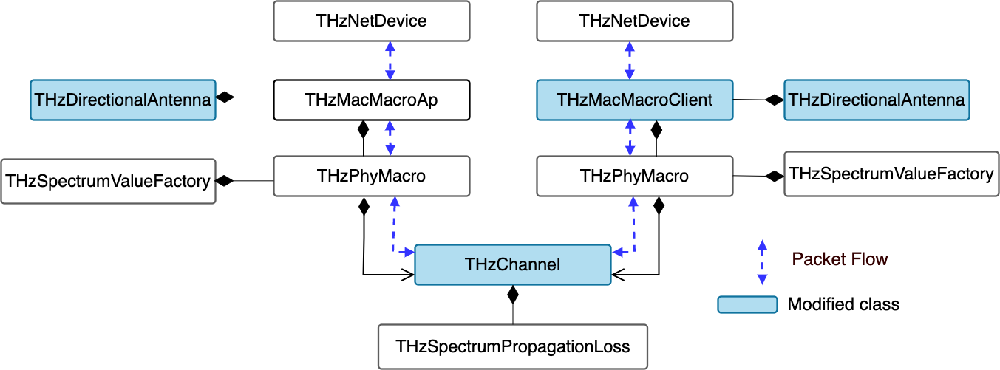 THzNetDevice
THzNetDevice
THzDirectionalAntenna
THzMacMacroAp
THzMacMacroClient
THzDirectionalAntenna
THzSpectrumValueFactory
THzPhyMacro
THzPhyMacro
THzSpectrumValueFactory
THzChannel
Packet Flow
Modified class
THzSpectrumPropagationLoss